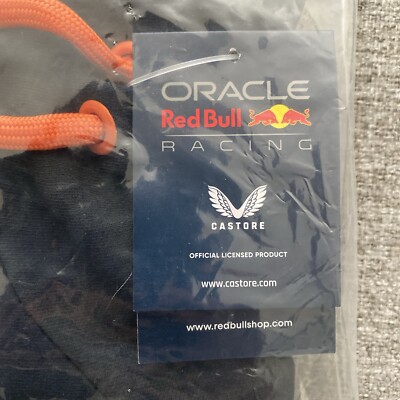 ORACLE
Red Bull
RACING
CASTORE
OFFICIAL LICENSED PRODUCT
www.castore.com
www.redbullshop.com